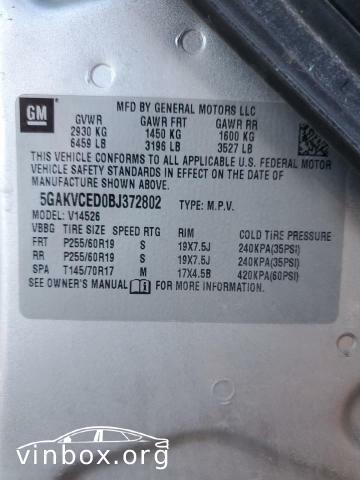 GM
MFD BY GENERAL MOTORS LLC
GVWR GAWR FRT GAWR RR
2930 KG 1450 KG 1600 KG
6459 LB 3196 LB 3527 LB
THIS VEHICLE CONFORMS TO ALL APPLICABLE U.S. FEDERAL MOTOR
VEHICLE SAFETY STANDARDS IN EFFECT ON THE DATE OF
MANUFACTURE SHOWN ABOVE.
5GAKVCED0BJ372802 TYPE: M.P.V.
MODEL: V14526
VBBG TIRE SIZE SPEED RTG RIM COLD TIRE PRESSURE
FRT P255/60R19 S 19X7.5J 240KPA(35PSI)
RR P255/60R19 S 19X7.5J 240KPA(35PSI)
SPA T145/70R17 M 17X4.5B 420KPA(60PSI)
SEE OWNER'S MANUAL FOR MORE INFORMATION.
vinbox.org